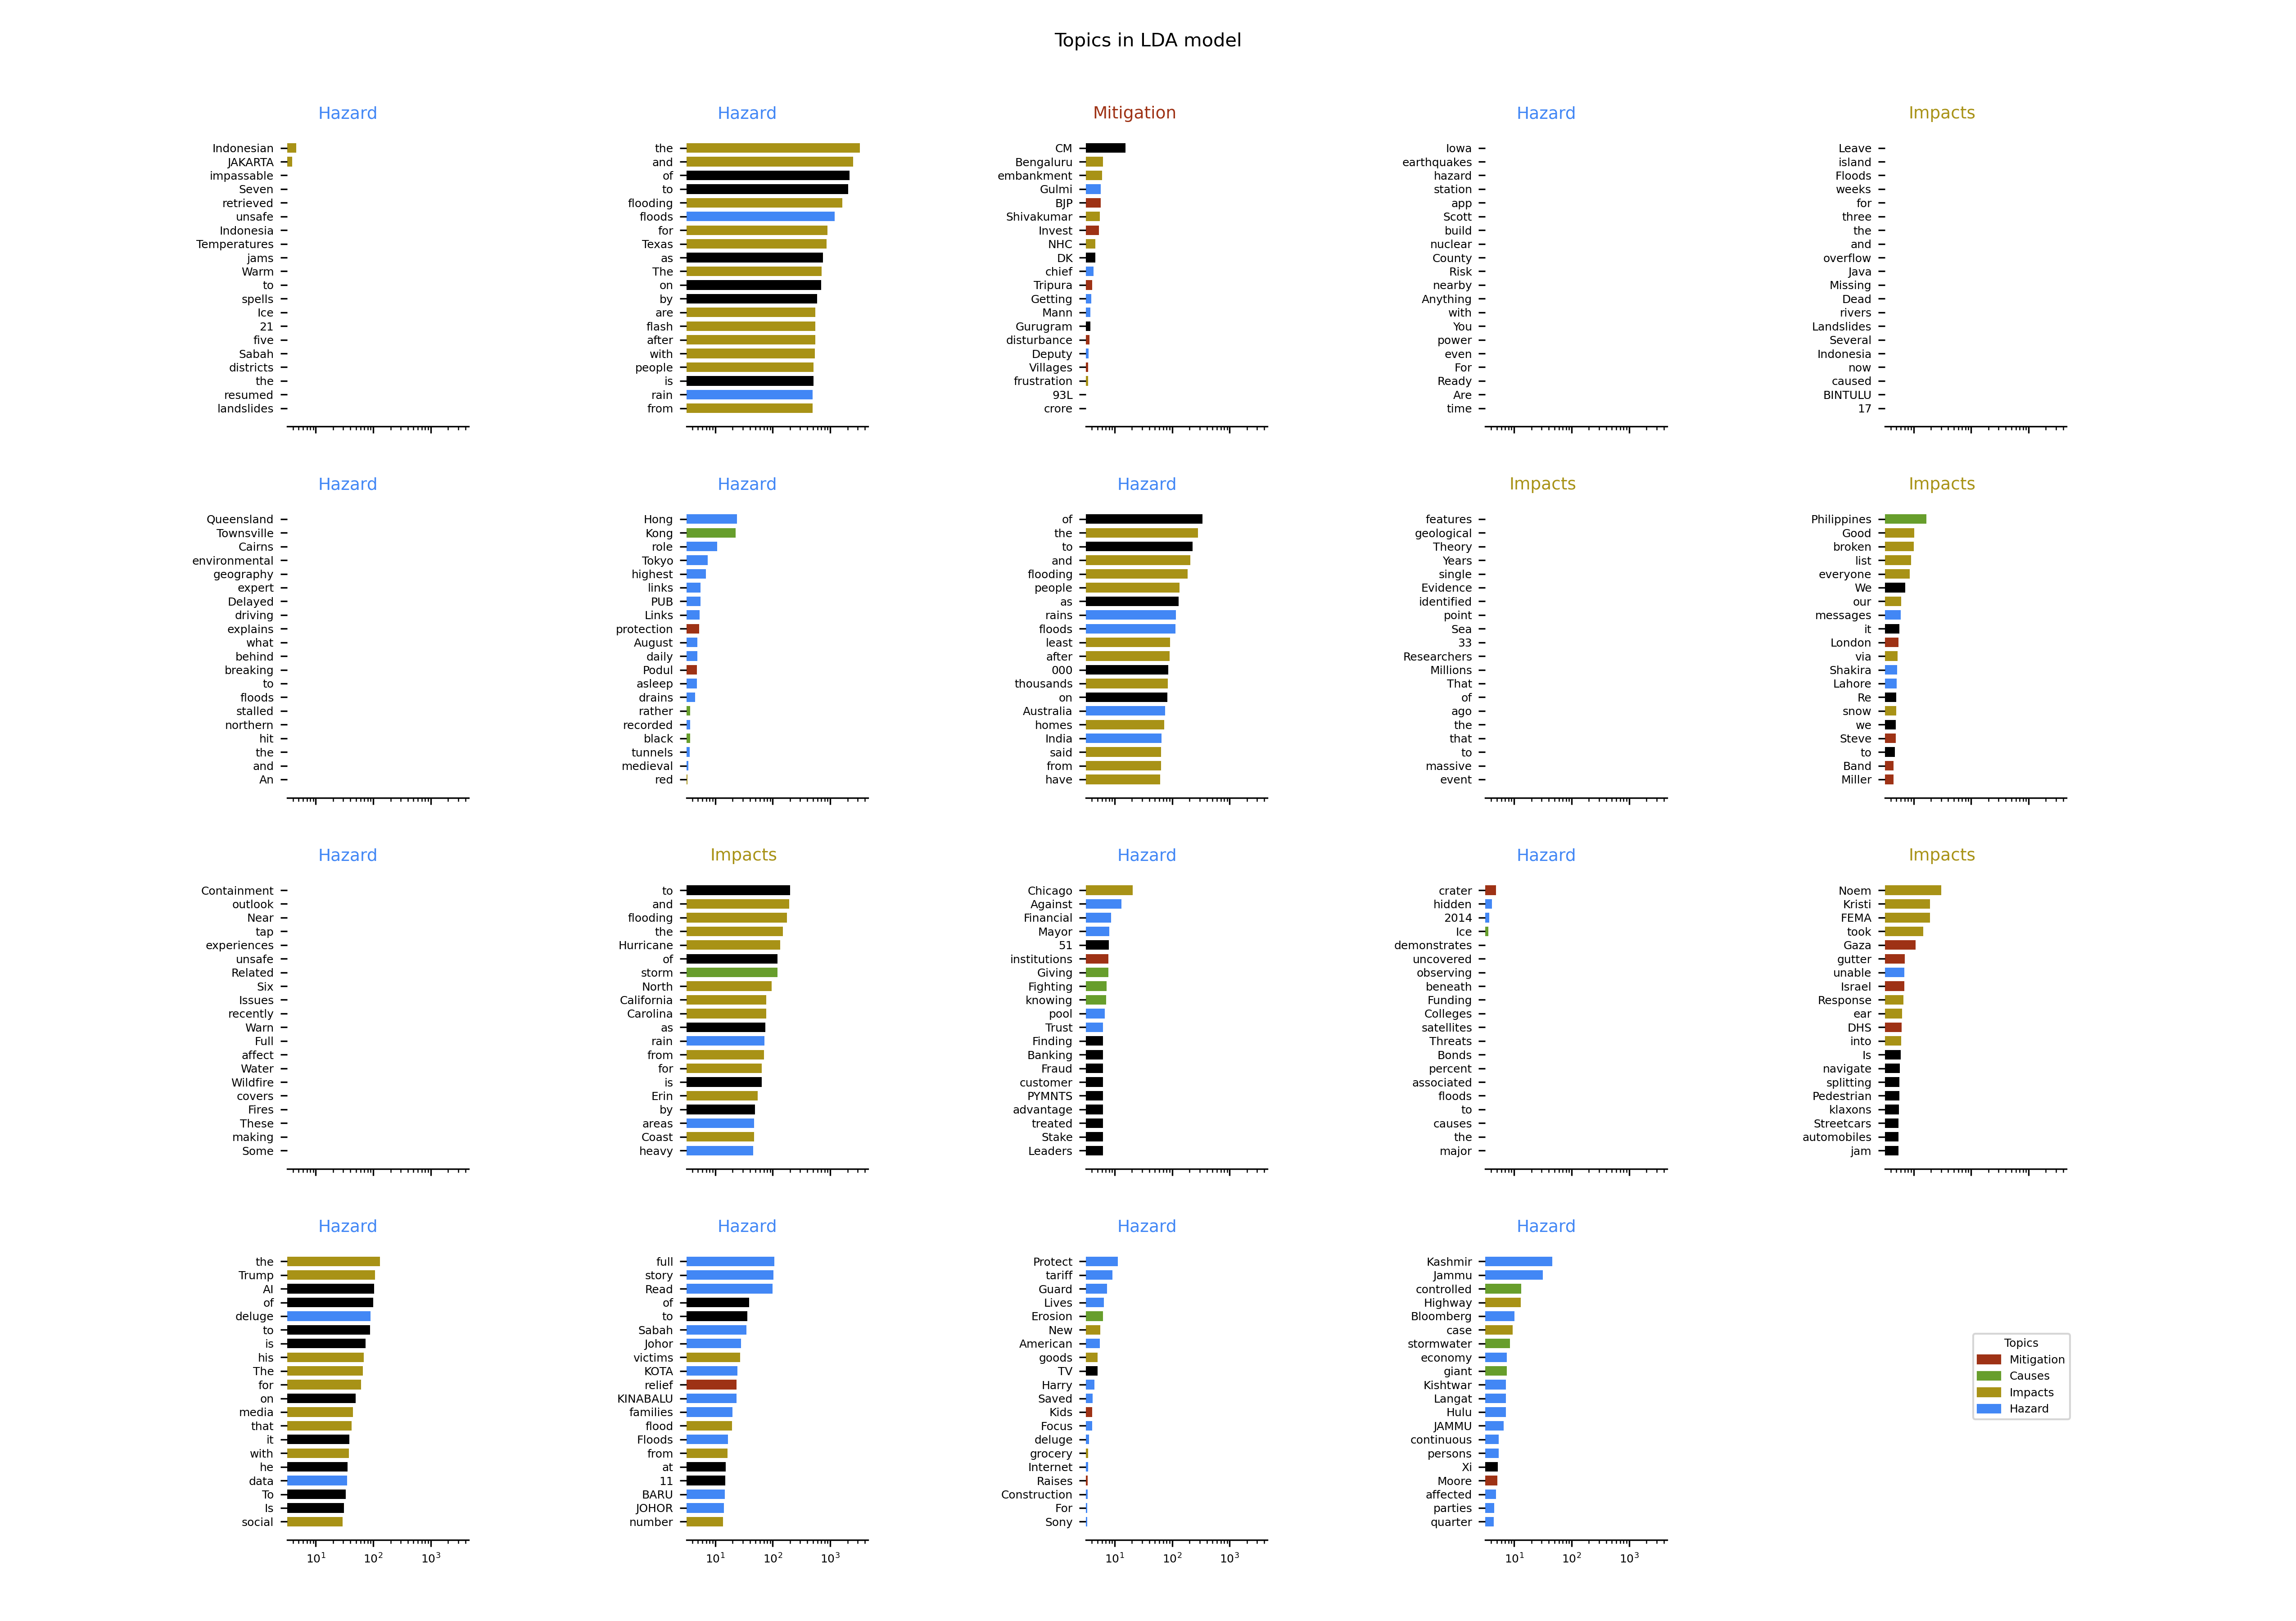 Topics in LDA model
Hazard
Indonesian
JAKARTA
impassable
Seven
retrieved
unsafe
Indonesia
Temperatures
jams
Warm
to
spells
Ice
21
five
Sabah
districts
the
resumed
landslides
Hazard
the
and
of
to
flooding
floods
for
Texas
as
The
on
by
are
flash
after
with
people
is
rain
from
Mitigation
CM
Bengaluru
embankment
Gulmi
BJP
Shivakumar
Invest
NHC
DK
chief
Tripura
Getting
Mann
Gurugram
disturbance
Deputy
Villages
frustration
93L
crore
Hazard
Iowa
earthquakes
hazard
station
app
Scott
build
nuclear
County
Risk
nearby
Anything
with
You
power
even
For
Ready
Are
time
Impacts
Leave
island
Floods
weeks
for
three
the
and
overflow
Java
Missing
Dead
rivers
Landslides
Several
Indonesia
now
caused
BINTULU
17
Hazard
Queensland
Townsville
Cairns
environmental
geography
expert
Delayed
driving
explains
what
behind
breaking
to
floods
stalled
northern
hit
the
and
An
Hazard
Hong
Kong
role
Tokyo
highest
links
PUB
Links
protection
August
daily
Podul
asleep
drains
rather
recorded
black
tunnels
medieval
red
Hazard
of
the
to
and
flooding
people
as
rains
floods
least
after
000
thousands
on
Australia
homes
India
said
from
have
Impacts
features
geological
Theory
Years
single
Evidence
identified
point
Sea
33
Researchers
Millions
That
of
ago
the
that
to
massive
event
Impacts
Philippines
Good
broken
list
everyone
We
our
messages
it
London
via
Shakira
Lahore
Re
snow
we
Steve
to
Band
Miller
Hazard
Containment
outlook
Near
tap
experiences
unsafe
Related
Six
Issues
recently
Warn
Full
affect
Water
Wildfire
covers
Fires
These
making
Some
Impacts
to
and
flooding
the
Hurricane
of
storm
North
California
Carolina
as
rain
from
for
is
Erin
by
areas
Coast
heavy
Hazard
Chicago
Against
Financial
Mayor
51
institutions
Giving
Fighting
knowing
pool
Trust
Finding
Banking
Fraud
customer
PYMNTS
advantage
treated
Stake
Leaders
Hazard
crater
hidden
2014
Ice
demonstrates
uncovered
observing
beneath
Funding
Colleges
satellites
Threats
Bonds
percent
associated
floods
to
causes
the
major
Impacts
Noem
Kristi
FEMA
took
Gaza
gutter
unable
Israel
Response
ear
DHS
into
Is
navigate
splitting
Pedestrian
klaxons
Streetcars
automobiles
jam
Hazard
the
Trump
AI
of
deluge
to
is
his
The
for
on
media
that
it
with
he
data
To
Is
social
10¹ 10² 10³
Hazard
full
story
Read
of
to
Sabah
Johor
victims
KOTA
relief
KINABALU
families
flood
Floods
from
at
11
BARU
JOHOR
number
10¹ 10² 10³
Hazard
Protect
tariff
Guard
Lives
Erosion
New
American
goods
TV
Harry
Saved
Kids
Focus
deluge
grocery
Internet
Raises
Construction
For
Sony
10¹ 10² 10³
Hazard
Kashmir
Jammu
controlled
Highway
Bloomberg
case
stormwater
economy
giant
Kishtwar
Langat
Hulu
JAMMU
continuous
persons
Xi
Moore
affected
parties
quarter
10¹ 10² 10³
Topics
Mitigation
Causes
Impacts
Hazard